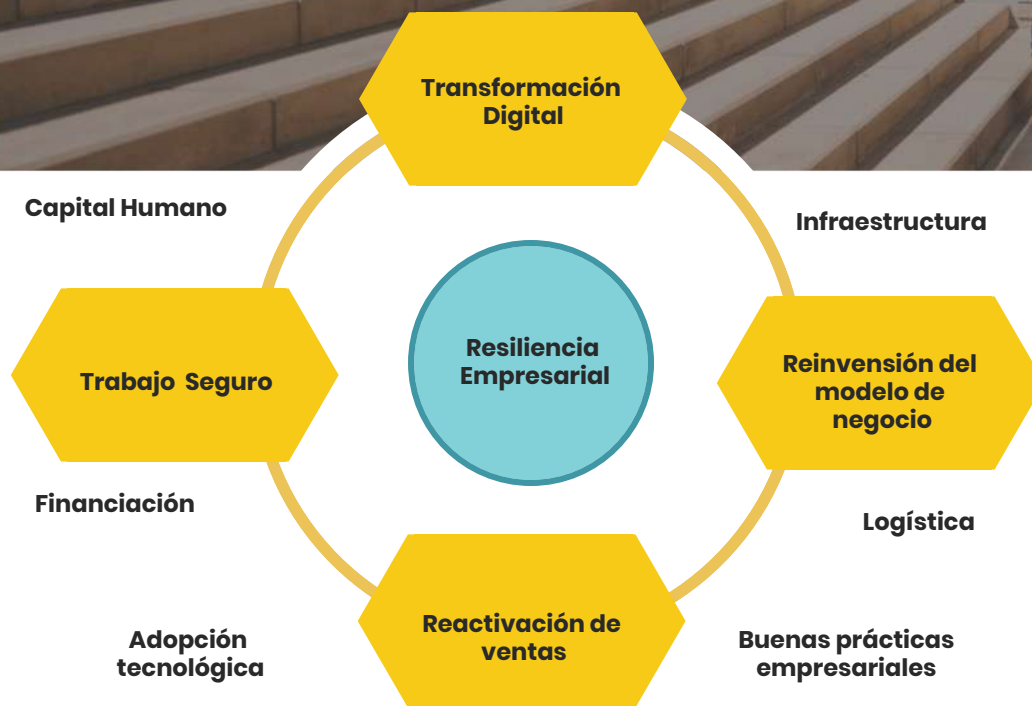 Transformación
Digital
Capital Humano
Infraestructura
Resiliencia
Empresarial
Trabajo Seguro
Reinvensión del
modelo de
negocio
Financiación
Logística
Reactivación de
ventas
Adopción
tecnológica
Buenas prácticas
empresariales